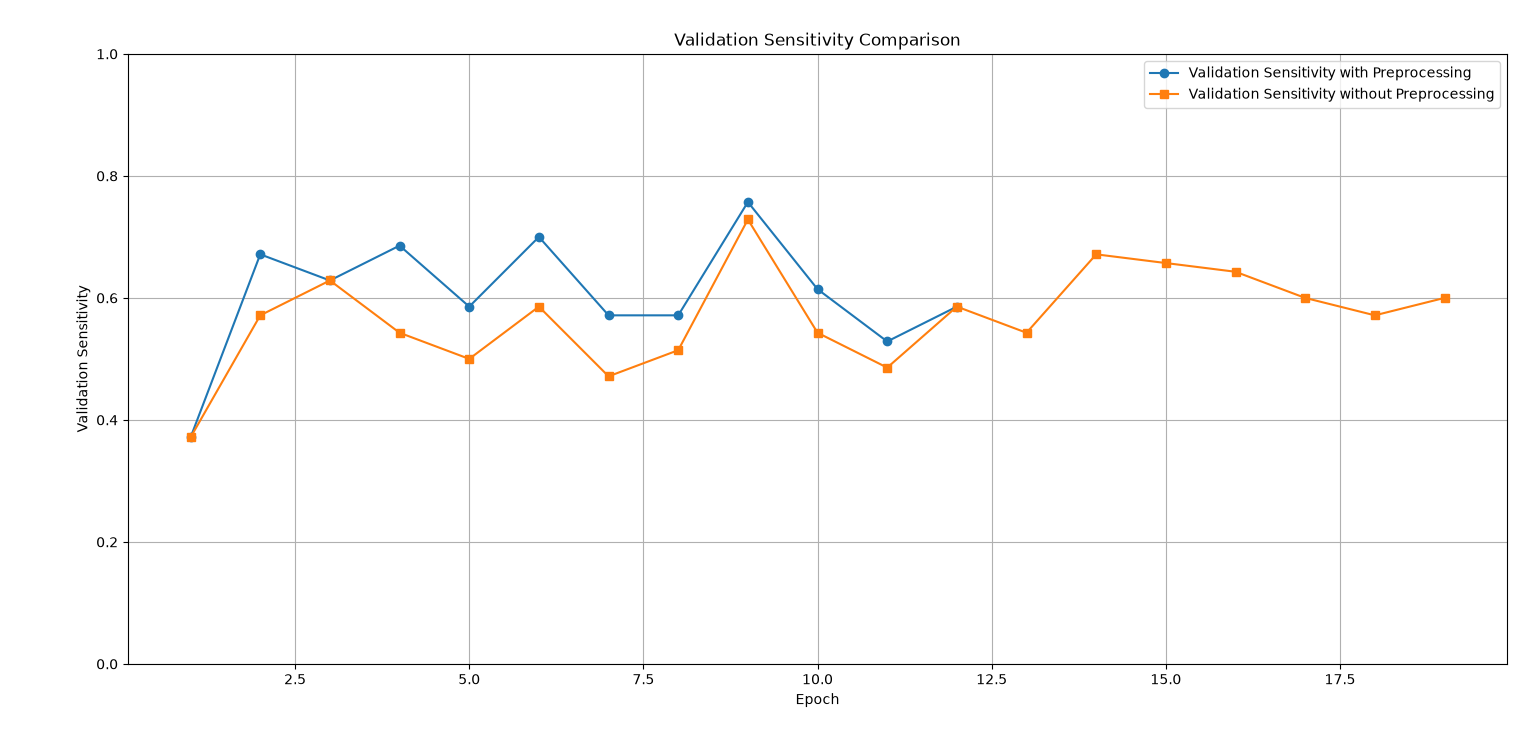 Validation Sensitivity Comparison
Validation Sensitivity with Preprocessing
Validation Sensitivity without Preprocessing
Validation Sensitivity
1.0
0.8
0.6
0.4
0.2
0.0
2.5 5.0 7.5 10.0 12.5 15.0 17.5
Epoch